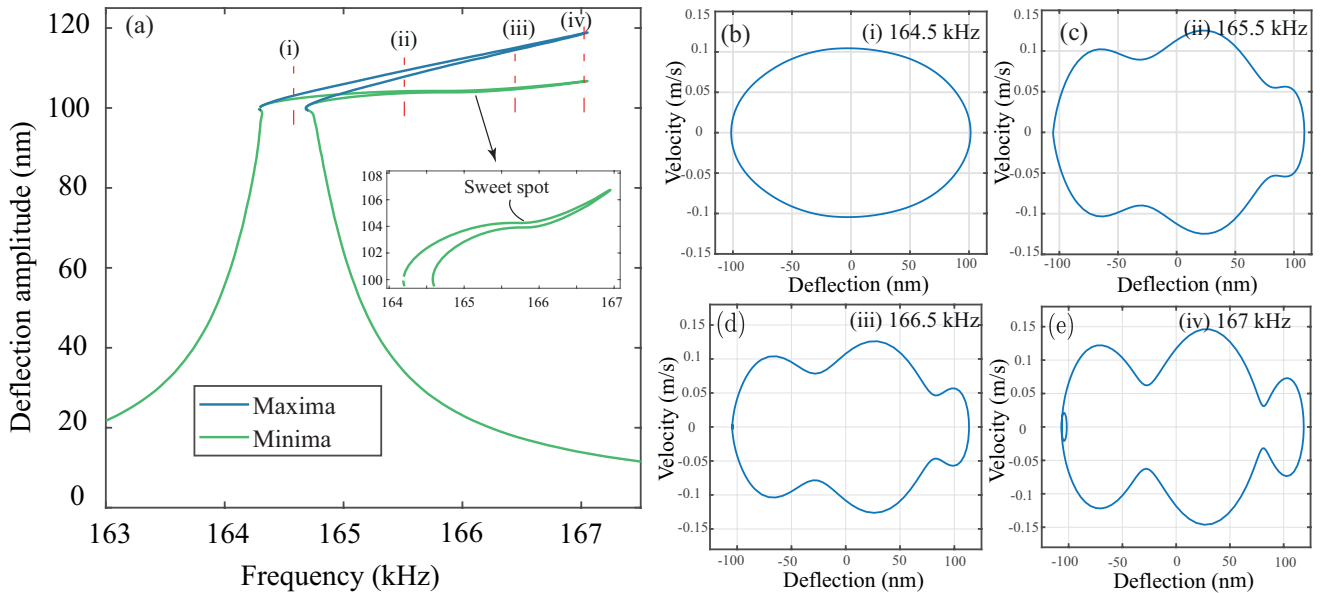 (a)
Deflection amplitude (nm)
120
100
80
60
40
20
0
(i)
(ii)
(iii)
(iv)
108
106
104
102
100
Sweet spot
164
165
166
167
Maxima
Minima
163
164
165
166
167
Frequency (kHz)
(b)
(i) 164.5 kHz
Velocity (m/s)
0.15
0.1
0.05
0
-0.05
-0.1
-0.15
-100
-50
0
50
100
Deflection (nm)
(c)
(ii) 165.5 kHz
Velocity (m/s)
0.15
0.1
0.05
0
-0.05
-0.1
-0.15
-100
-50
0
50
100
Deflection (nm)
(d)
(iii) 166.5 kHz
Velocity (m/s)
0.15
0.1
0.05
0
-0.05
-0.1
-0.15
-100
-50
0
50
100
Deflection (nm)
(e)
(iv) 167 kHz
Velocity (m/s)
0.15
0.1
0.05
0
-0.05
-0.1
-0.15
-100
-50
0
50
100
Deflection (nm)